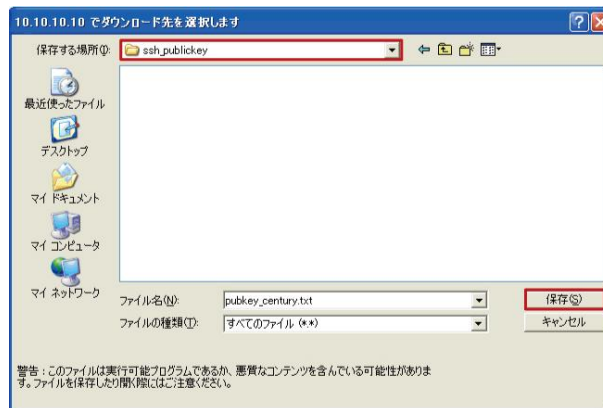 10.10.10.10 でダウンロード先を選択します
保存する場所(I):
ssh_publickey
最近使ったファイル
デスクトップ
マイ ドキュメント
マイ コンピュータ
マイ ネットワーク
ファイル名(N):
pubkey_century.txt
保存(S)
ファイルの種類(T):
すべてのファイル (*.*)
キャンセル
警告：このファイルは実行可能プログラムであるか、悪質なコンテンツを含んでいる可能性がありま
す。ファイルを保存したり開く際にはご注意ください。